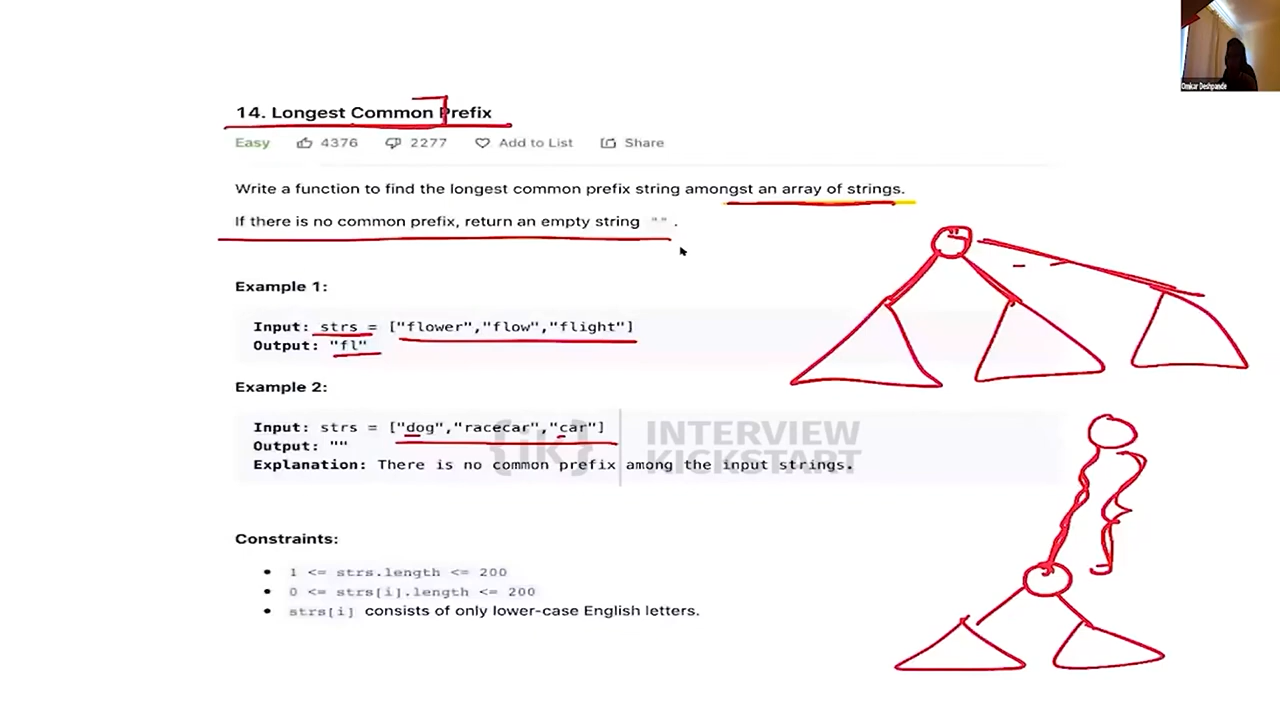 Omkar Deshpande
14. Longest Common Prefix
Easy 4376 2277 Add to List Share
Write a function to find the longest common prefix string amongst an array of strings.
If there is no common prefix, return an empty string "".
Example 1:
Input: strs = ["flower","flow","flight"]
Output: "fl"
Example 2:
Input: strs = ["dog","racecar","car"]
Output: ""
Explanation: There is no common prefix among the input strings.
{ik} INTERVIEW
KICKSTART
Constraints:
• 1 <= strs.length <= 200
• 0 <= strs[i].length <= 200
• strs[i] consists of only lower-case English letters.